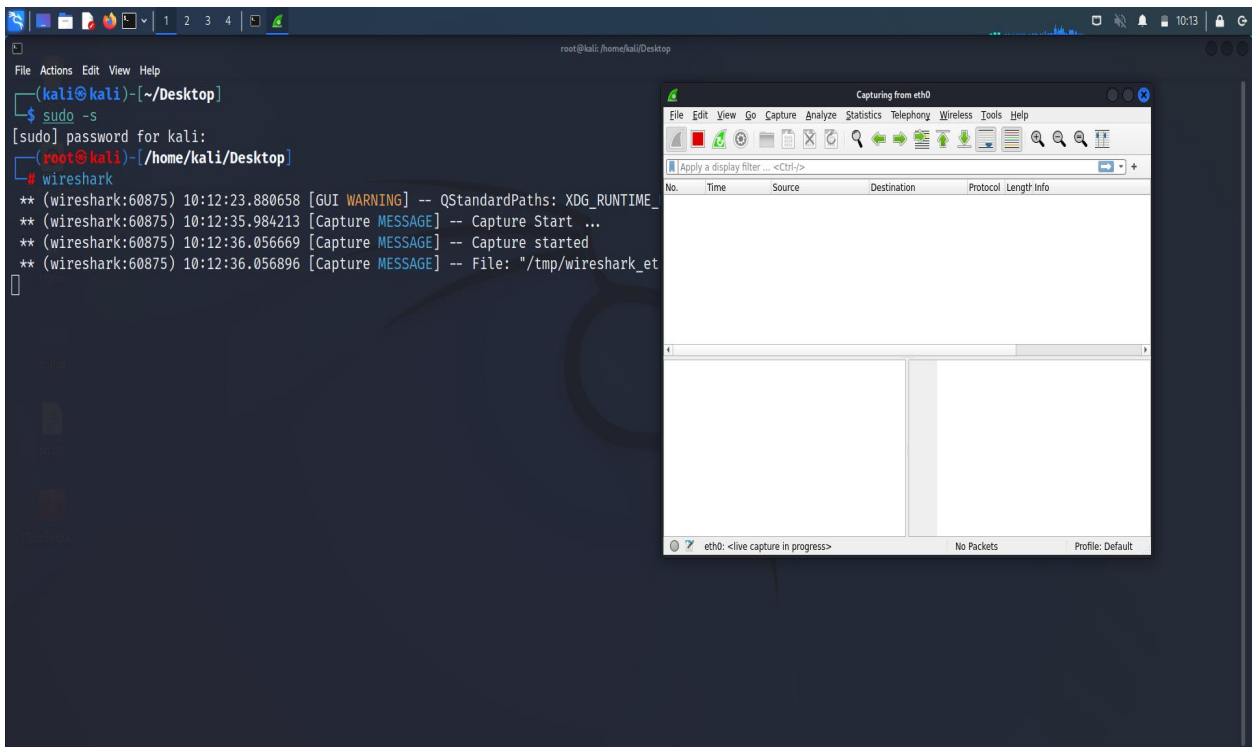 1 2 3 4
10:13
root@kali: /home/kali/Desktop
File Actions Edit View Help
┌──(kali㉿kali)-[~/Desktop]
└─$ sudo -s
[sudo] password for kali:
┌──(root㉿kali)-[/home/kali/Desktop]
└─# wireshark
** (wireshark:60875) 10:12:23.880658 [GUI WARNING] -- QStandardPaths: XDG_RUNTIME_
** (wireshark:60875) 10:12:35.984213 [Capture MESSAGE] -- Capture Start ...
** (wireshark:60875) 10:12:36.056669 [Capture MESSAGE] -- Capture started
** (wireshark:60875) 10:12:36.056896 [Capture MESSAGE] -- File: "/tmp/wireshark_et
Capturing from eth0
File Edit View Go Capture Analyze Statistics Telephony Wireless Tools Help
Apply a display filter ... <Ctrl-/>
+
No. Time Source Destination Protocol Length Info
eth0: <live capture in progress> No Packets Profile: Default